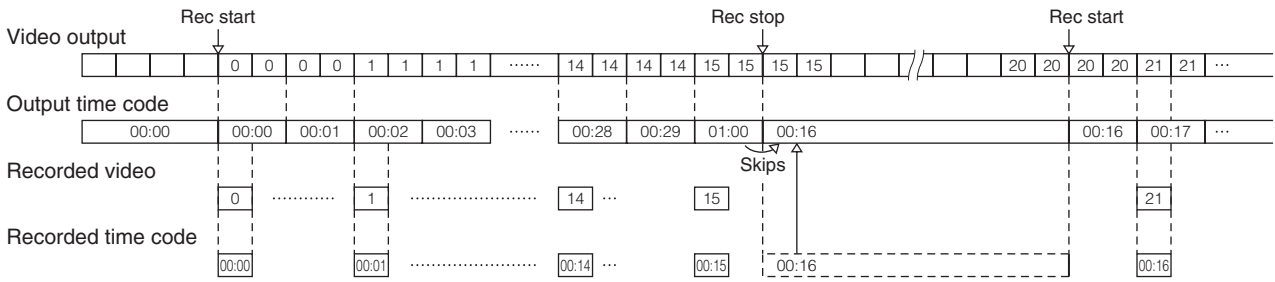 Rec start Rec stop Rec start
Video output
0 0 0 0 1 1 1 1 ...... 14 14 14 14 15 15 15 15 20 20 20 20 21 21 ...
Output time code
00:00 00:00 00:01 00:02 00:03 ...... 00:28 00:29 01:00 00:16 00:16 00:17 ...
Skips
Recorded video
0 ............ 1 ........................ 14 ... 15 21
Recorded time code
00:00 00:01 ........................ 00:14 ... 00:15 00:16 00:16